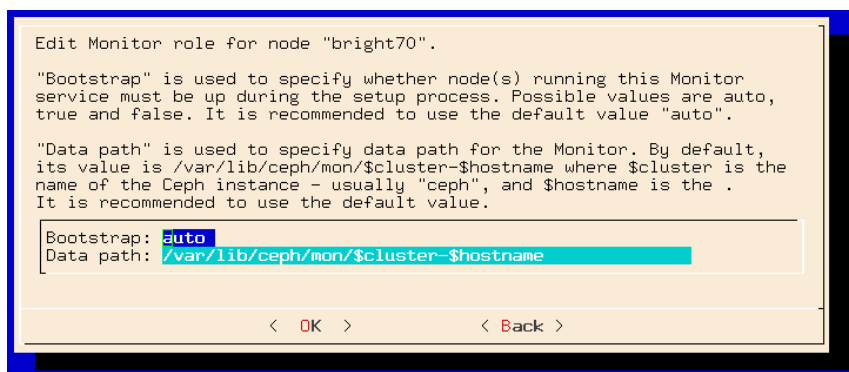 Edit Monitor role for node "bright70".
"Bootstrap" is used to specify whether node(s) running this Monitor
service must be up during the setup process. Possible values are auto,
true and false. It is recommended to use the default value "auto".
"Data path" is used to specify data path for the Monitor. By default,
its value is /var/lib/ceph/mon/$cluster-$hostname where $cluster is the
name of the Ceph instance - usually "ceph", and $hostname is the .
It is recommended to use the default value.
Bootstrap: auto
Data path: /var/lib/ceph/mon/$cluster-$hostname
< OK > < Back >